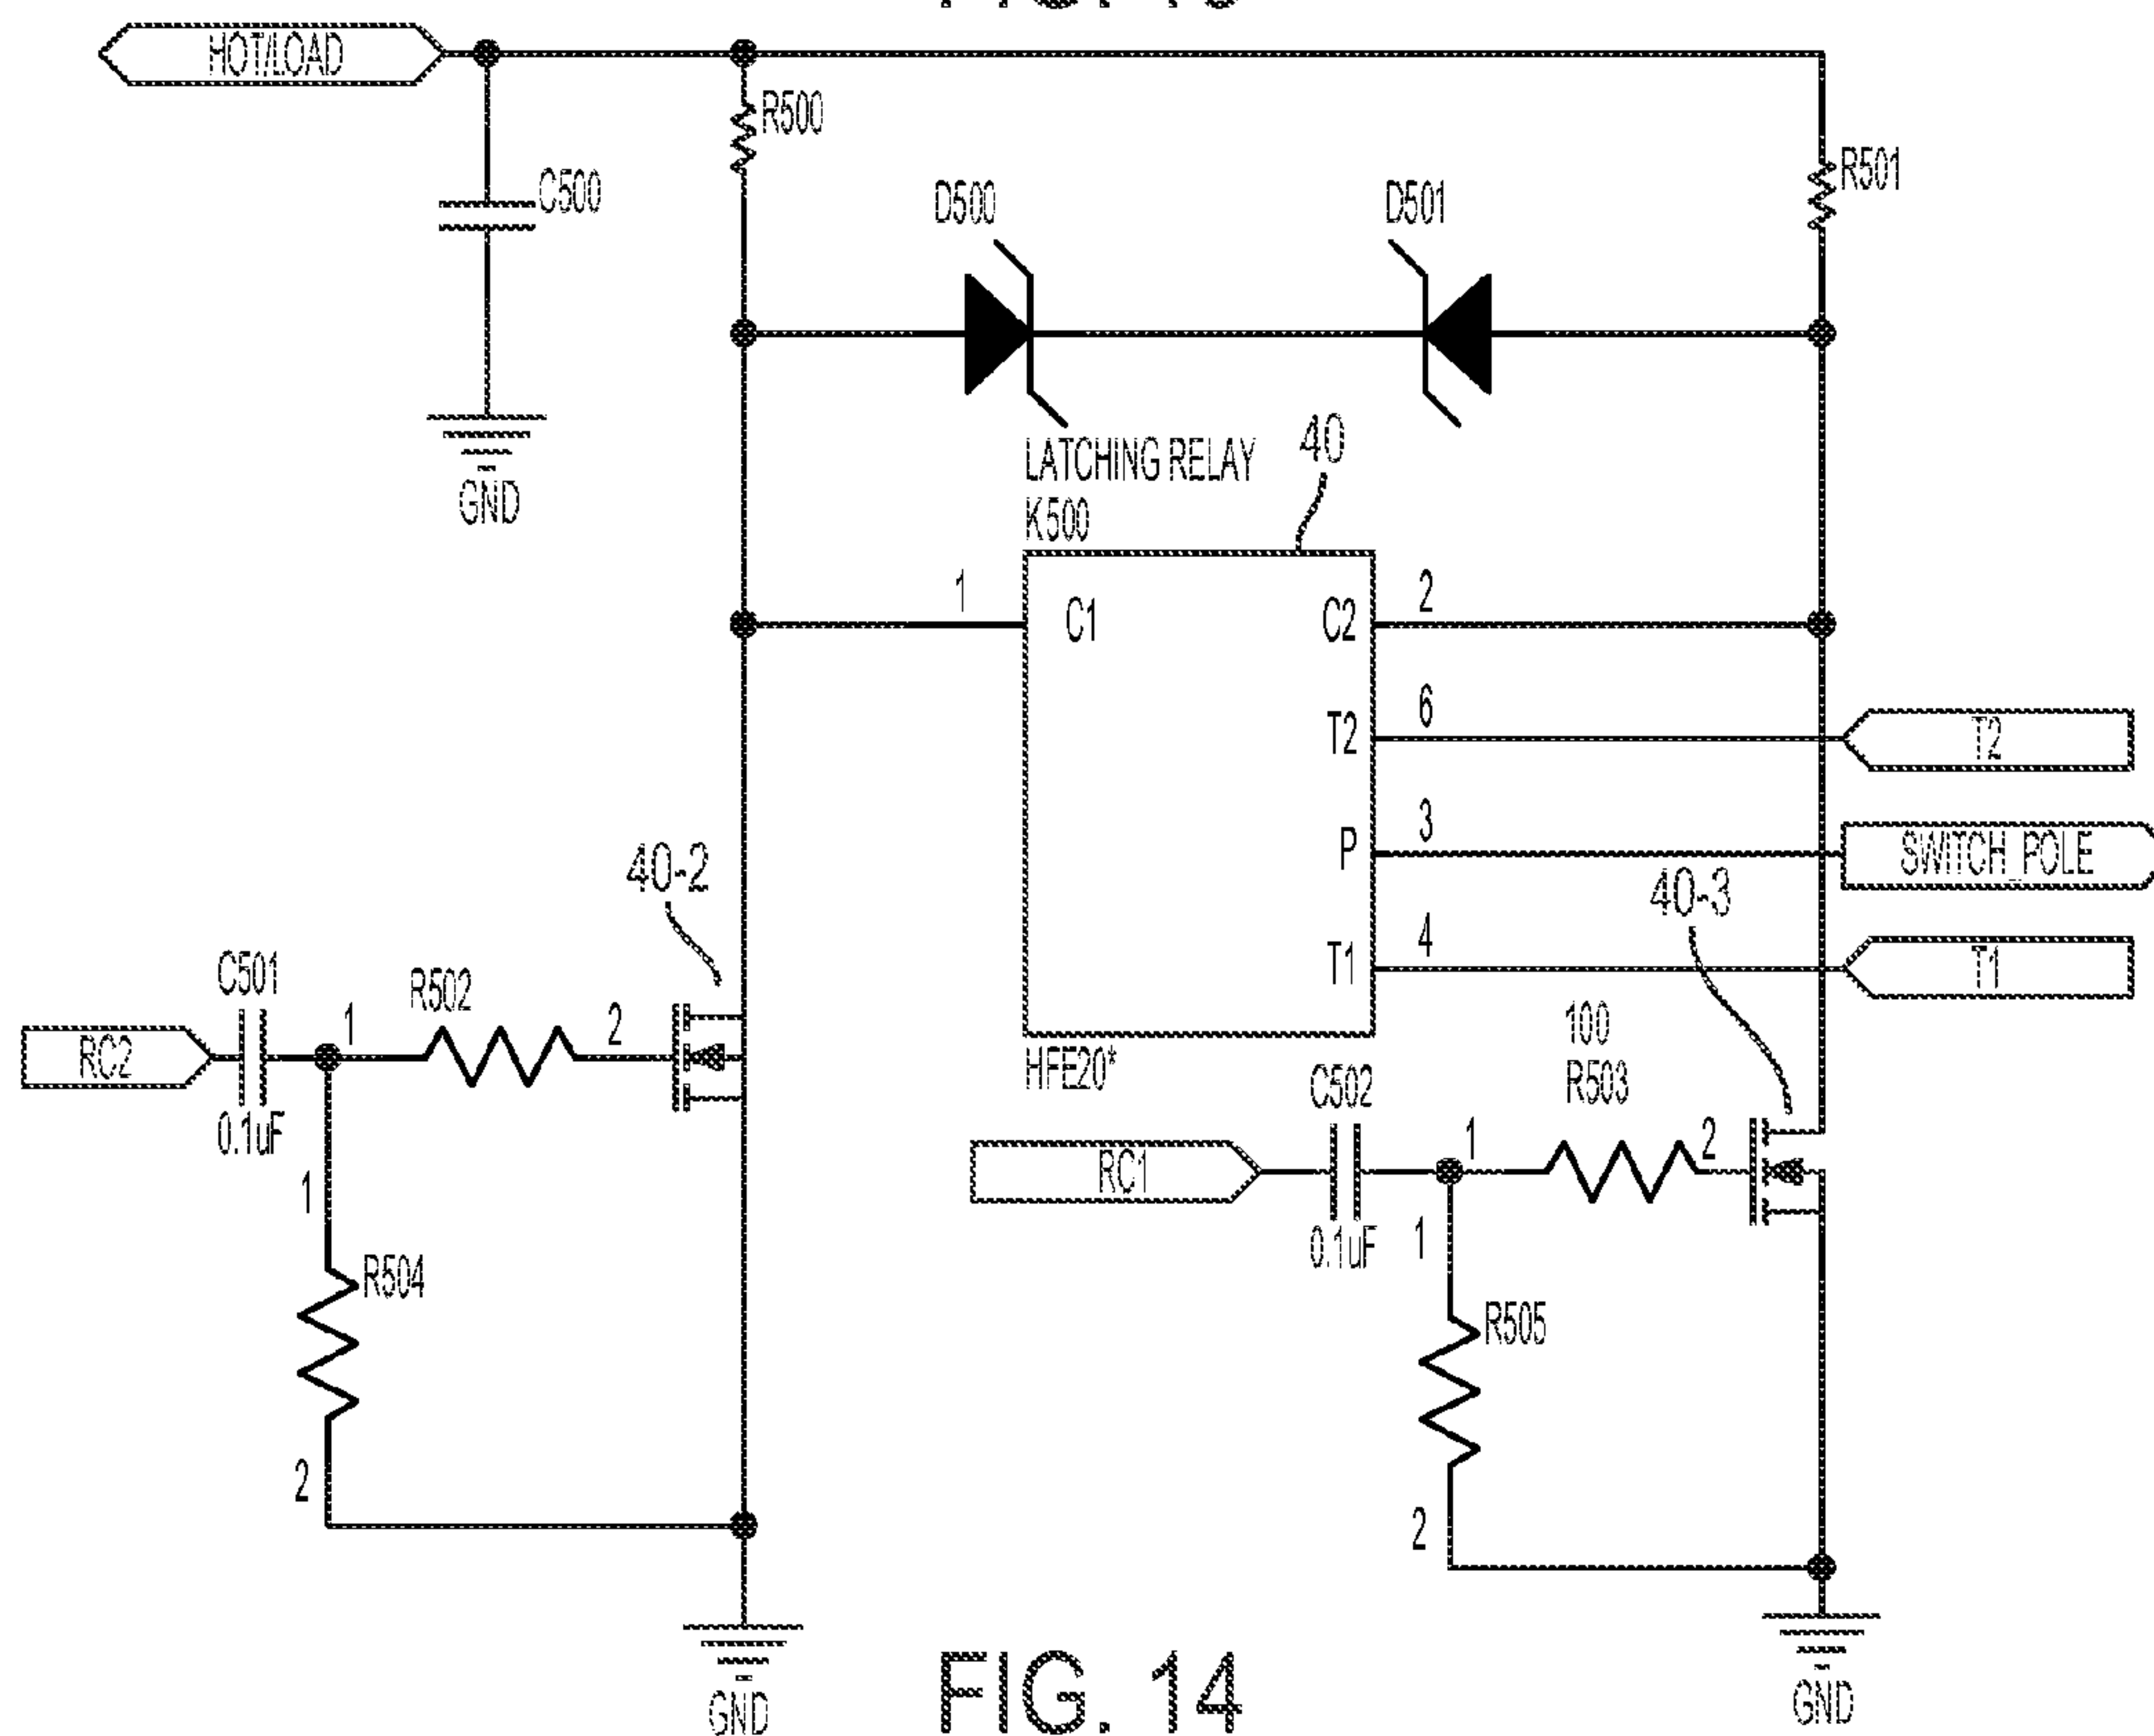 HOT/LOAD
R500
C500
R501
D500
D501
GND
LATCHING RELAY
K500
40
1
C1
C2
2
T2
6
T2
P
3
SWITCH_POLE
40-2
40-3
T1
4
T1
C501
R502
1
2
RC2
0.1uF
HFE20*
100
R503
C502
1
2
RC1
0.1uF
1
R504
1
R505
2
2
GND
GND
FIG. 14